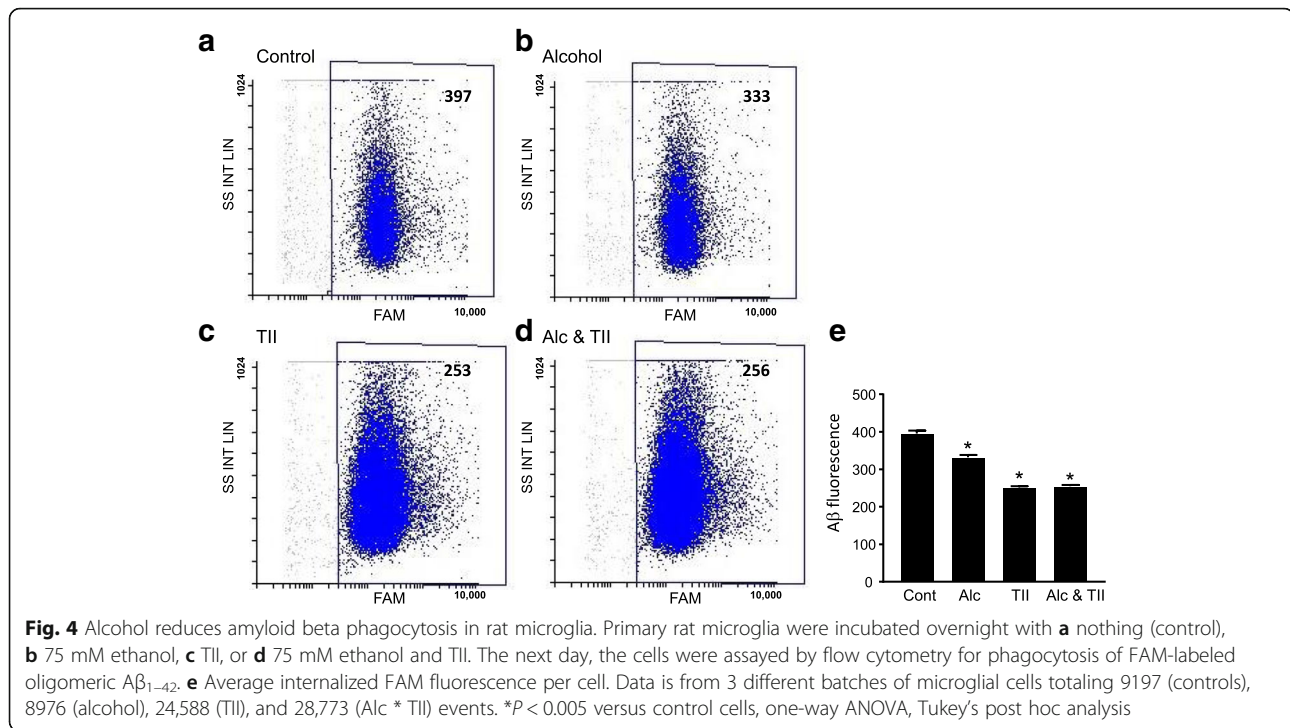 a
Control
397
1024
SS INT LIN
FAM
10,000
b
Alcohol
333
1024
SS INT LIN
FAM
10,000
c
TII
253
1024
SS INT LIN
FAM
10,000
d
Alc & TII
256
1024
SS INT LIN
FAM
10,000
e
500
400
300
200
100
0
Aβ fluorescence
*
*
*
Cont Alc TII Alc & TII
Fig. 4 Alcohol reduces amyloid beta phagocytosis in rat microglia. Primary rat microglia were incubated overnight with a nothing (control),
b 75 mM ethanol, c TII, or d 75 mM ethanol and TII. The next day, the cells were assayed by flow cytometry for phagocytosis of FAM-labeled
oligomeric Aβ₁₋₄₂. e Average internalized FAM fluorescence per cell. Data is from 3 different batches of microglial cells totaling 9197 (controls),
8976 (alcohol), 24,588 (TII), and 28,773 (Alc * TII) events. *P < 0.005 versus control cells, one-way ANOVA, Tukey's post hoc analysis